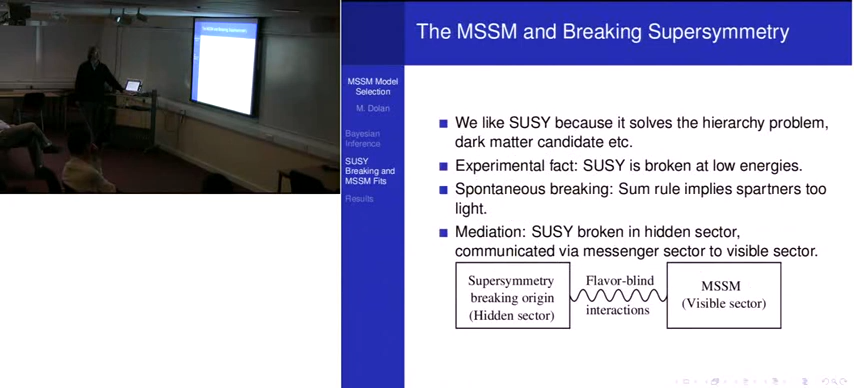 The MSSM and Breaking Supersymmetry
MSSM Model
Selection
M. Dolan
Bayesian
Inference
SUSY
Breaking and
MSSM Fits
Results
We like SUSY because it solves the hierarchy problem,
dark matter candidate etc.
Experimental fact: SUSY is broken at low energies.
Spontaneous breaking: Sum rule implies spartners too
light.
Mediation: SUSY broken in hidden sector,
communicated via messenger sector to visible sector.
Supersymmetry
breaking origin
(Hidden sector)
Flavor-blind
interactions
MSSM
(Visible sector)